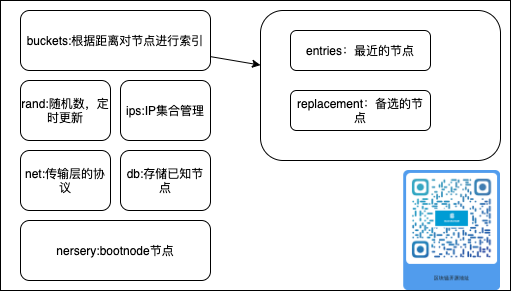 buckets:根据距离对节点进行索引
entries：最近的节点
rand:随机数，定
时更新
ips:IP集合管理
replacement：备选的节
点
net:传输层的协
议
db:存储已知节
点
nersery:bootnode节点